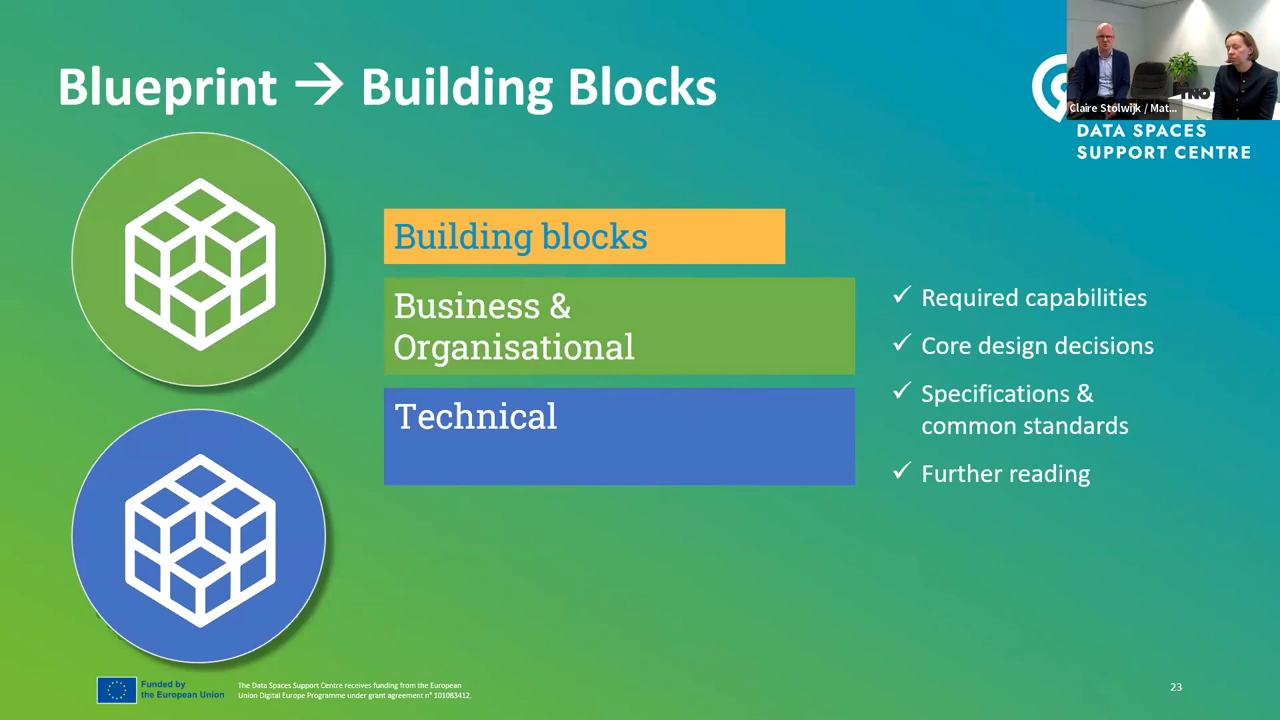 Blueprint → Building Blocks
Claire Stolwijk / Mat...
TNO
DATA SPACES
SUPPORT CENTRE
Building blocks
Business &
Organisational
Technical
✓ Required capabilities
✓ Core design decisions
✓ Specifications &
common standards
✓ Further reading
Funded by
the European Union
The Data Spaces Support Centre receives funding from the European
Union Digital Europe Programme under grant agreement n° 101083412.
23